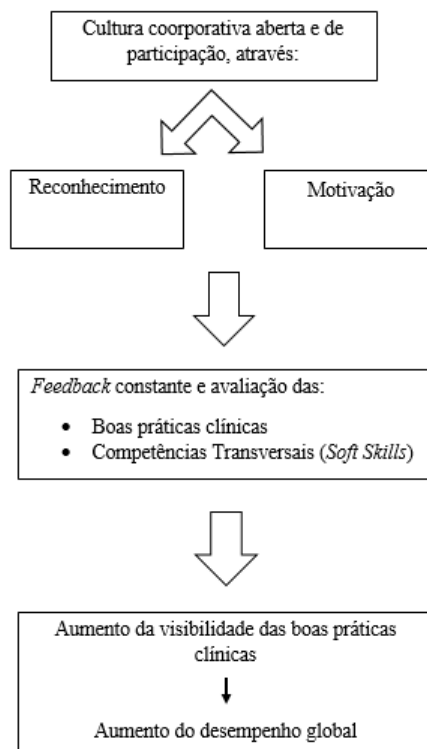 Cultura coorporativa aberta e de
participação, através:
Reconhecimento
Motivação
Feedback constante e avaliação das:
• Boas práticas clínicas
• Competências Transversais (Soft Skills)
Aumento da visibilidade das boas práticas
clínicas
Aumento do desempenho global